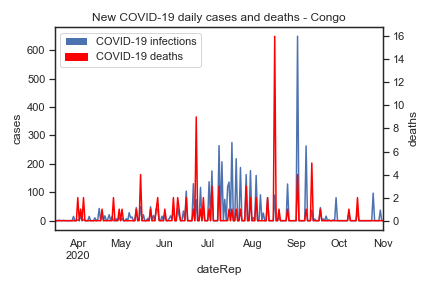 New COVID-19 daily cases and deaths - Congo
COVID-19 infections
COVID-19 deaths
600
500
400
300
200
100
0
cases
16
14
12
10
8
6
4
2
0
deaths
Apr May Jun Jul Aug Sep Oct Nov
2020
dateRep